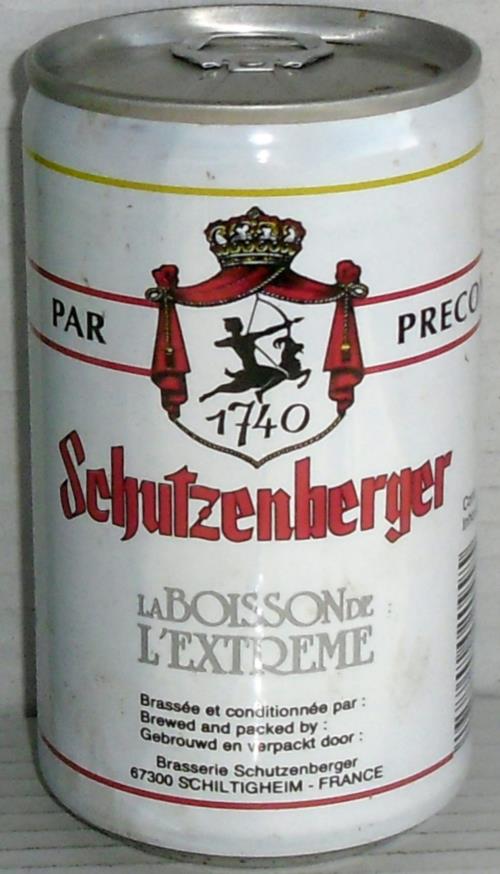 PAR
1740
Schutzenberger
LA BOISSON DE
L'EXTREME
Brassée et conditionnée par :
Brewed and packed by :
Gebrouwd en verpackt door :
Brasserie Schutzenberger
67300 SCHILTIGHEIM - FRANCE